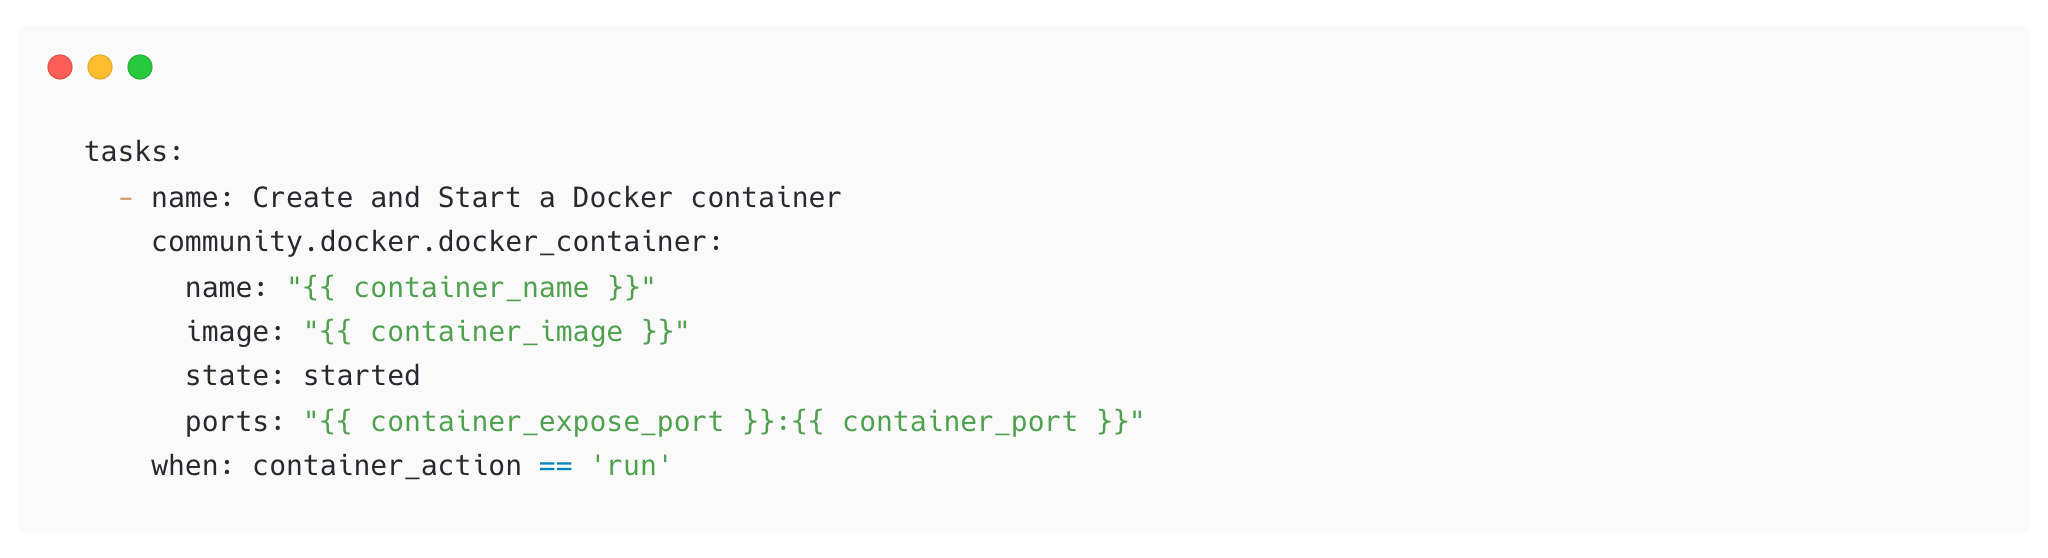 tasks:
  - name: Create and Start a Docker container
    community.docker.docker_container:
      name: "{{ container_name }}"
      image: "{{ container_image }}"
      state: started
      ports: "{{ container_expose_port }}:{{ container_port }}"
    when: container_action == 'run'